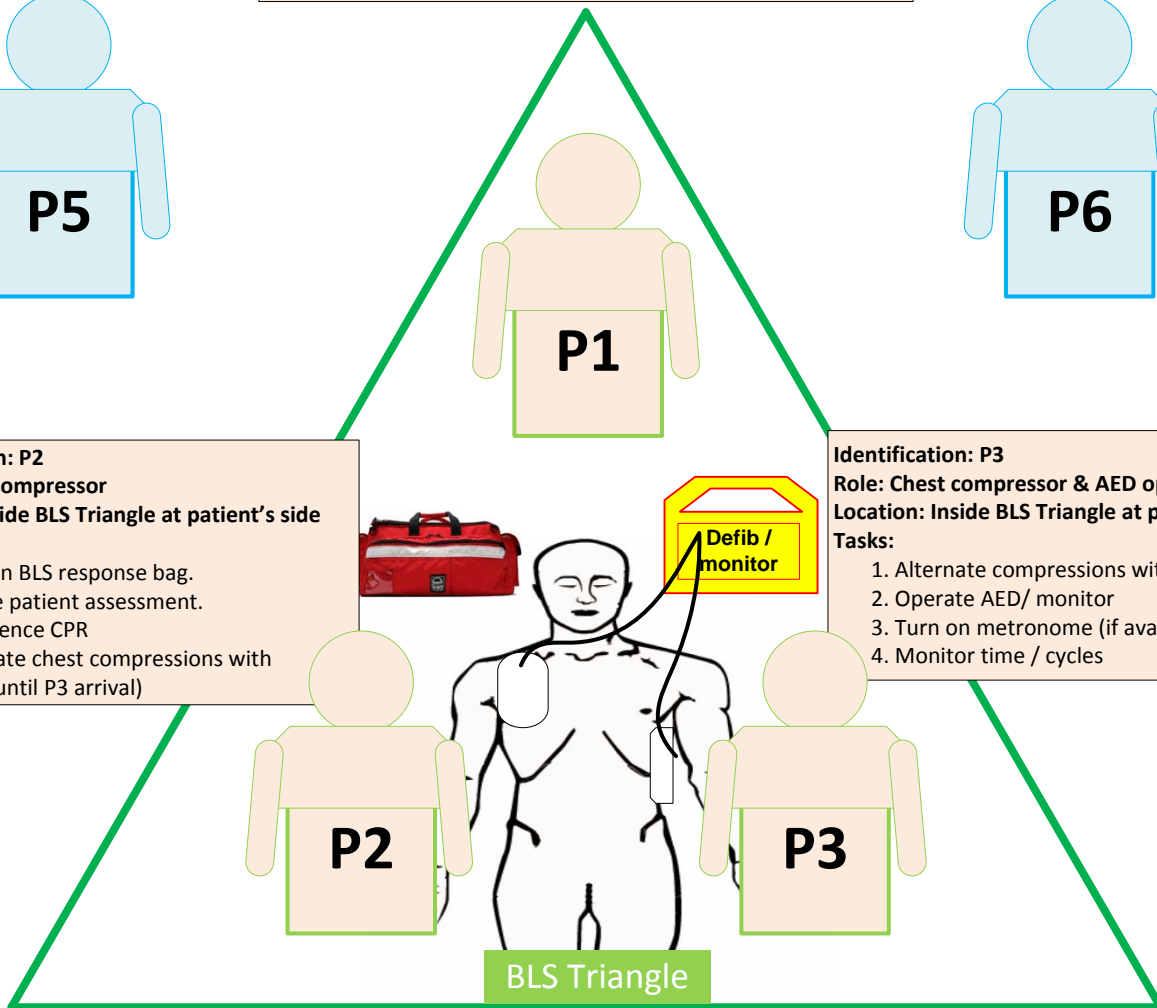 P5
P6
P1
n: P2
ompressor
ide BLS Triangle at patient's side
n BLS response bag.
e patient assessment.
ence CPR
ate chest compressions with
until P3 arrival)
Identification: P3
Role: Chest compressor & AED op
Location: Inside BLS Triangle at p
Tasks:
1. Alternate compressions wit
2. Operate AED/ monitor
3. Turn on metronome (if ava
4. Monitor time / cycles
Defib /
monitor
P2
P3
BLS Triangle